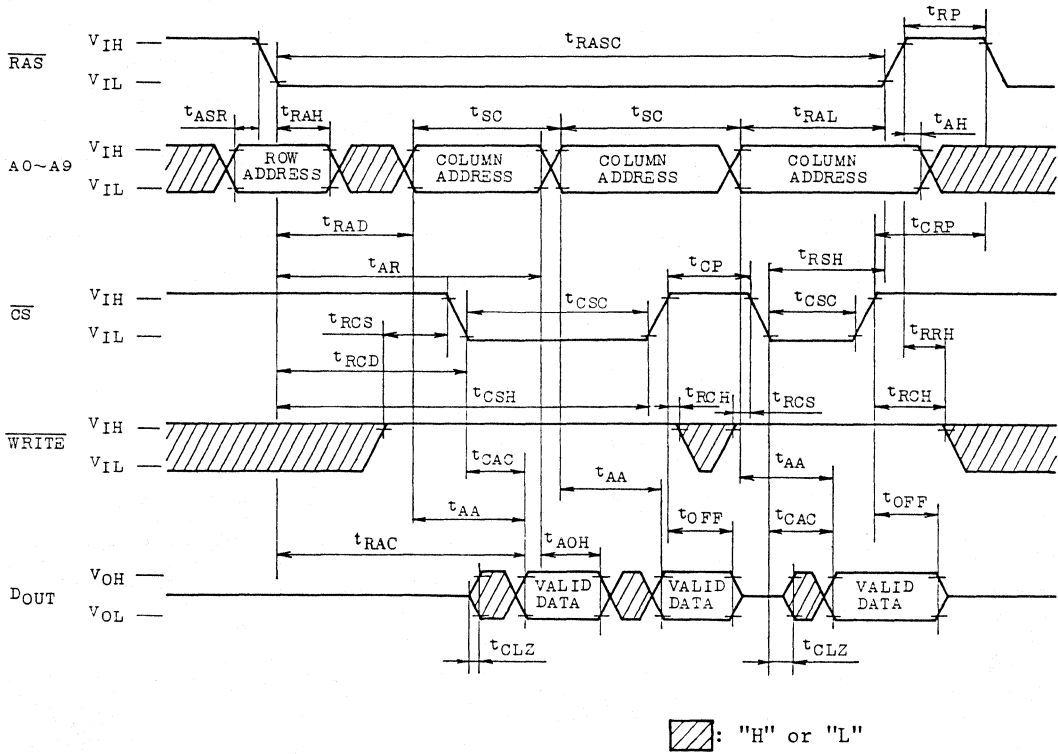 tRP
RAS
VIH
tRASC
VIL
tASR
tRAH
tSC
tSC
tRAL
tAH
A0~A9
VIH
VIL
ROW ADDRESS
COLUMN ADDRESS
COLUMN ADDRESS
COLUMN ADDRESS
tRAD
tCRP
tAR
tCP
tRSH
CS
VIH
VIL
tCSC
tCSC
tRCS
tRRH
tRCD
tCSH
tRCH
tRCS
tRCH
WRITE
VIH
VIL
tCAC
tAA
tAA
tAA
tOFF
tCAC
tOFF
tRAC
tAOH
DOUT
VOH
VOL
VALID DATA
VALID DATA
VALID DATA
tCLZ
tCLZ
: "H" or "L"